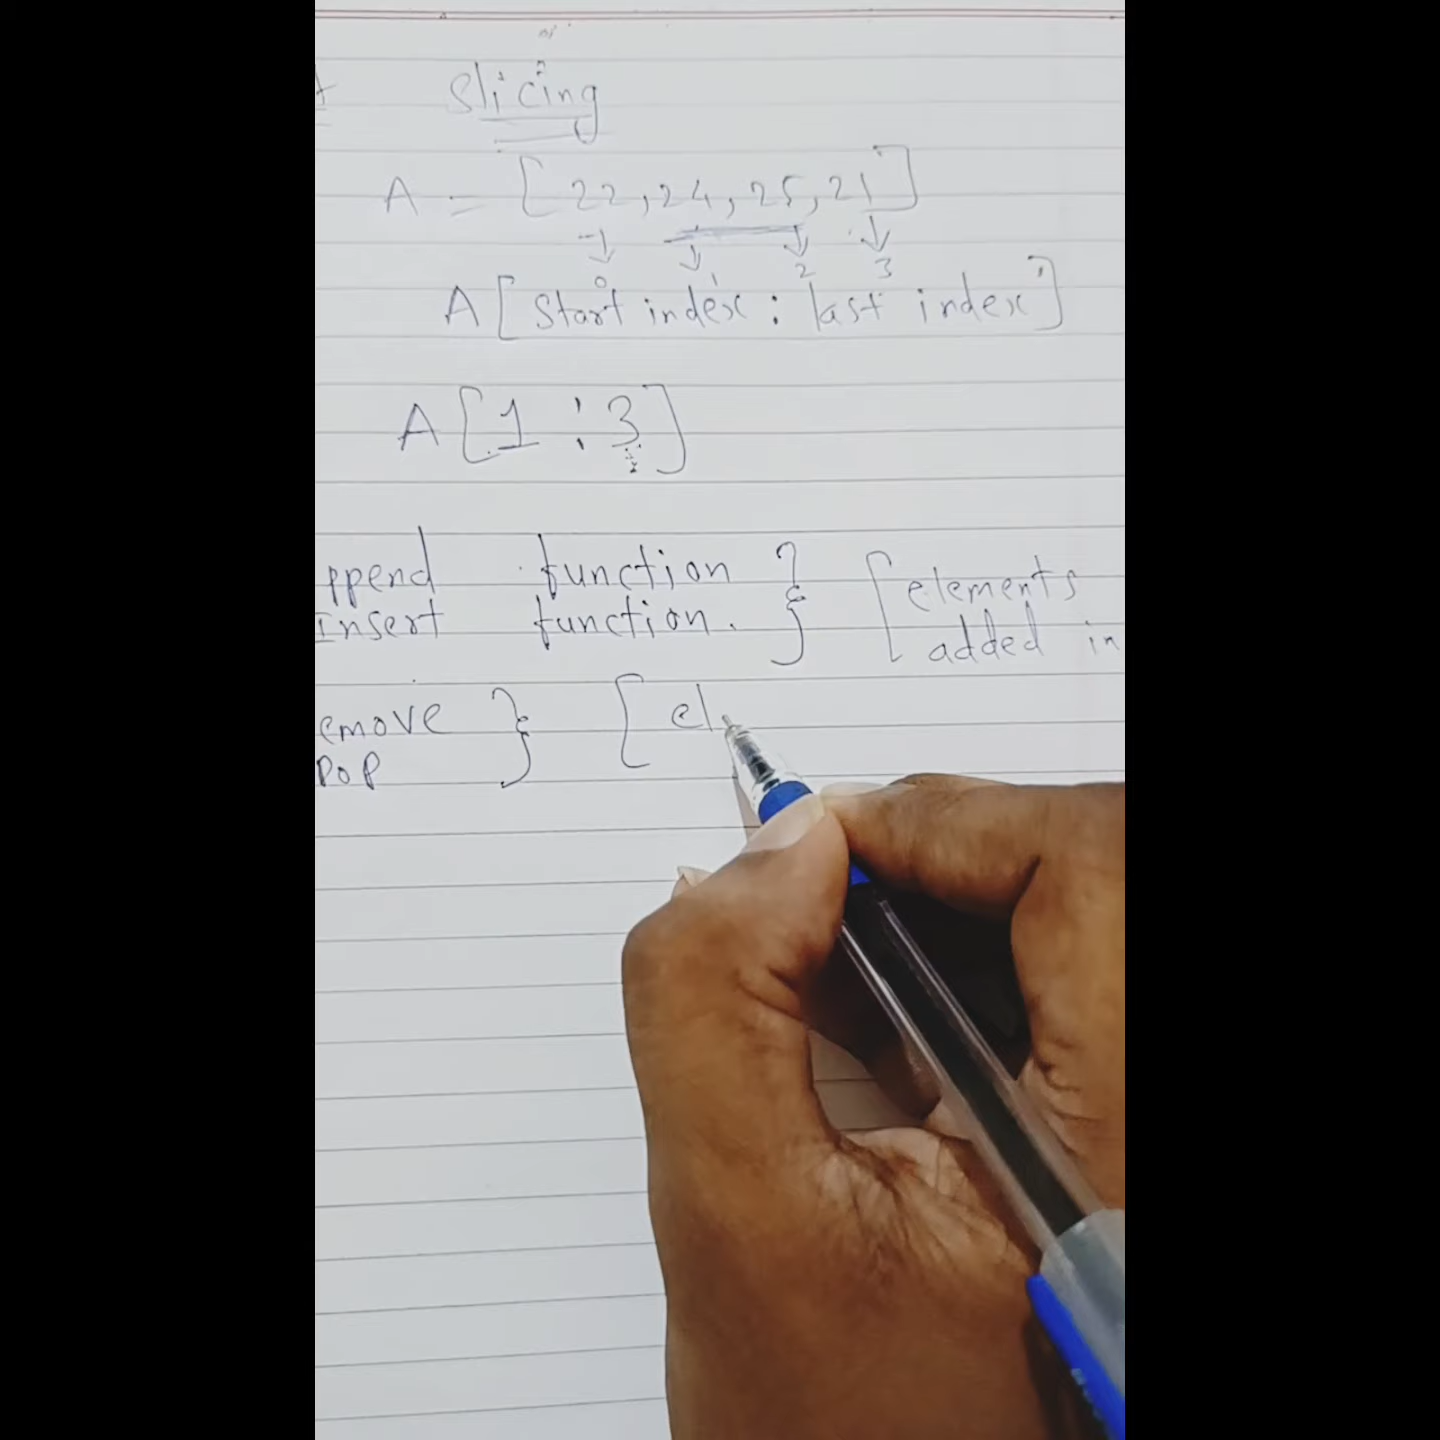 Slicing
A = [22, 24, 25, 21]
0 1 2 3
A[Start index : last index]
A[1 : 3]
ppend function } [elements
Insert function. added in
emove } [el
POP